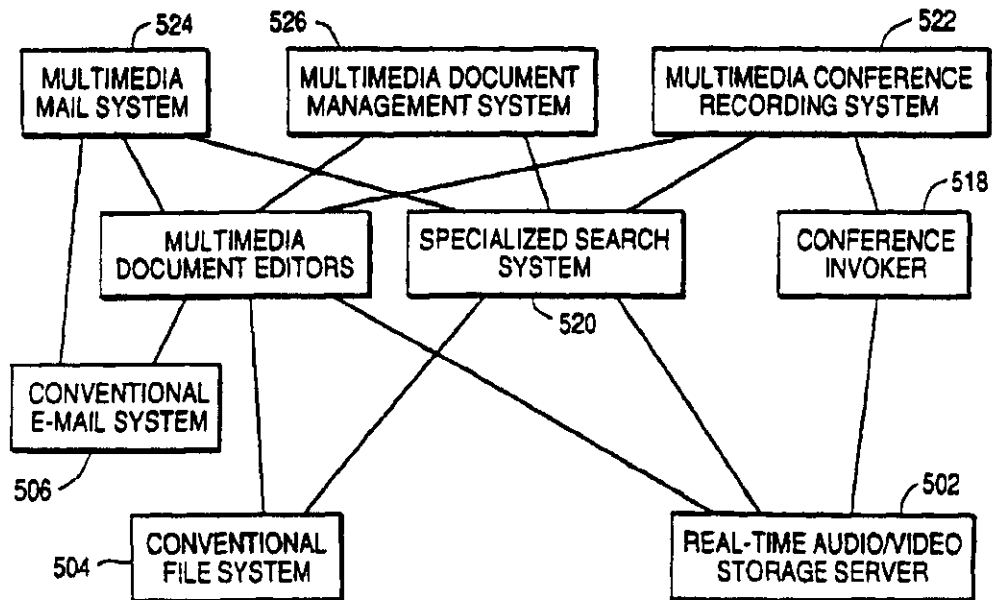 524
MULTIMEDIA
MAIL SYSTEM
526
MULTIMEDIA DOCUMENT
MANAGEMENT SYSTEM
522
MULTIMEDIA CONFERENCE
RECORDING SYSTEM
MULTIMEDIA
DOCUMENT EDITORS
SPECIALIZED SEARCH
SYSTEM
520
518
CONFERENCE
INVOKER
CONVENTIONAL
E-MAIL SYSTEM
506
504
CONVENTIONAL
FILE SYSTEM
502
REAL-TIME AUDIO/VIDEO
STORAGE SERVER